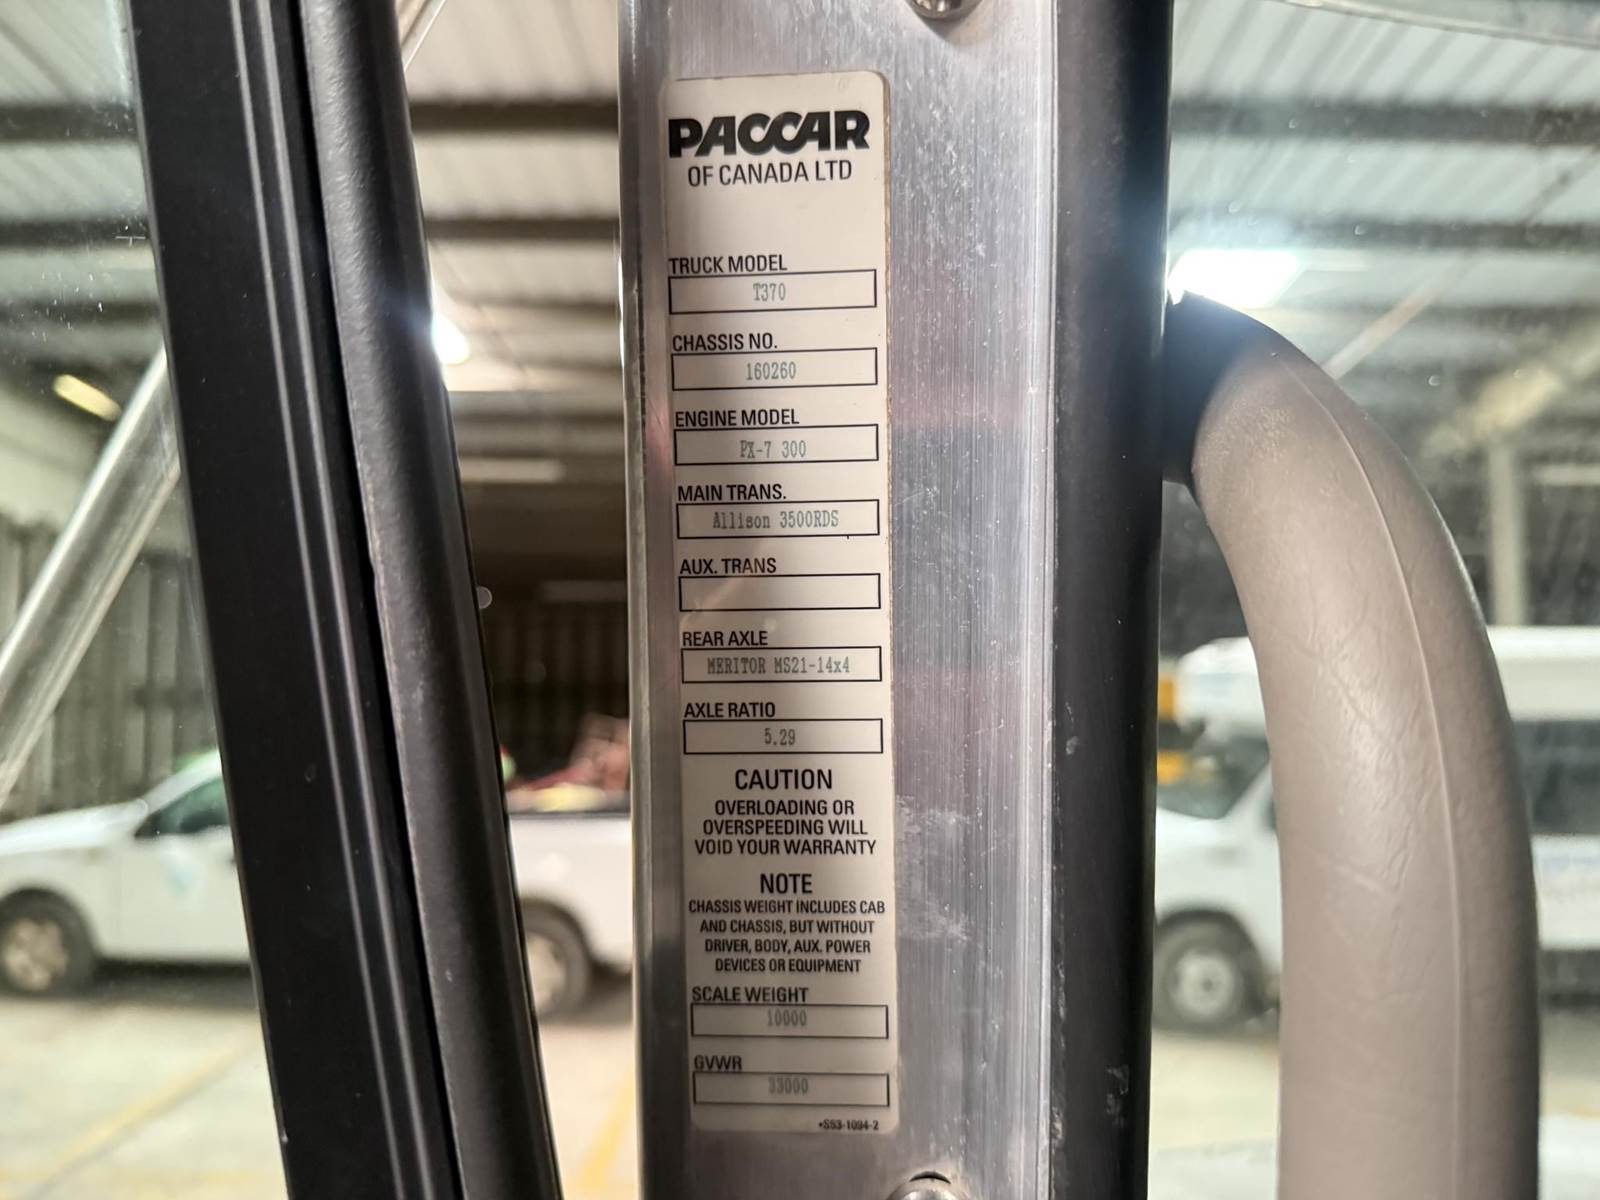 PACCAR
OF CANADA LTD
TRUCK MODEL
T370
CHASSIS NO.
160260
ENGINE MODEL
PX-7 300
MAIN TRANS.
Allison 3500RDS
AUX. TRANS
REAR AXLE
MERITOR MS21-14x4
AXLE RATIO
5.29
CAUTION
OVERLOADING OR
OVERSPEEDING WILL
VOID YOUR WARRANTY
NOTE
CHASSIS WEIGHT INCLUDES CAB
AND CHASSIS, BUT WITHOUT
DRIVER, BODY, AUX. POWER
DEVICES OR EQUIPMENT
SCALE WEIGHT
10000
GVWR
33000
•S53-1094-2